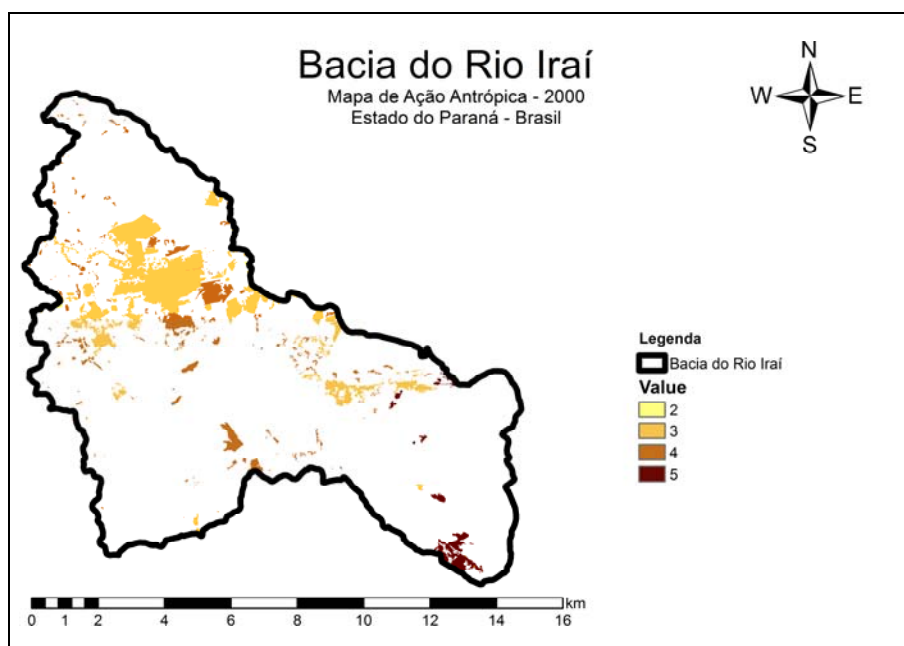 Bacia do Rio Iraí
Mapa de Ação Antrópica - 2000
Estado do Paraná - Brasil
N
W E
S
Legenda
Bacia do Rio Iraí
Value
2
3
4
5
km
0 1 2 4 6 8 10 12 14 16